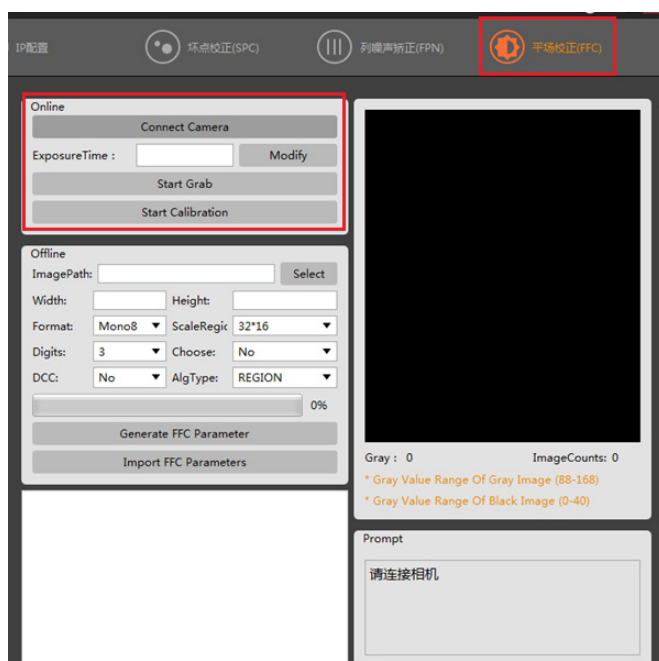 IP配置
坏点校正(SPC)
列噪声矫正(FPN)
平场校正(FFC)
Online
Connect Camera
ExposureTime :
Modify
Start Grab
Start Calibration
Offline
ImagePath:
Select
Width:
Height:
Format:
Mono8
ScaleRegic
32*16
Digits:
3
Choose:
No
DCC:
No
AlgType:
REGION
0%
Generate FFC Parameter
Import FFC Parameters
Gray : 0
ImageCounts: 0
* Gray Value Range Of Gray Image (88-168)
* Gray Value Range Of Black Image (0-40)
Prompt
请连接相机